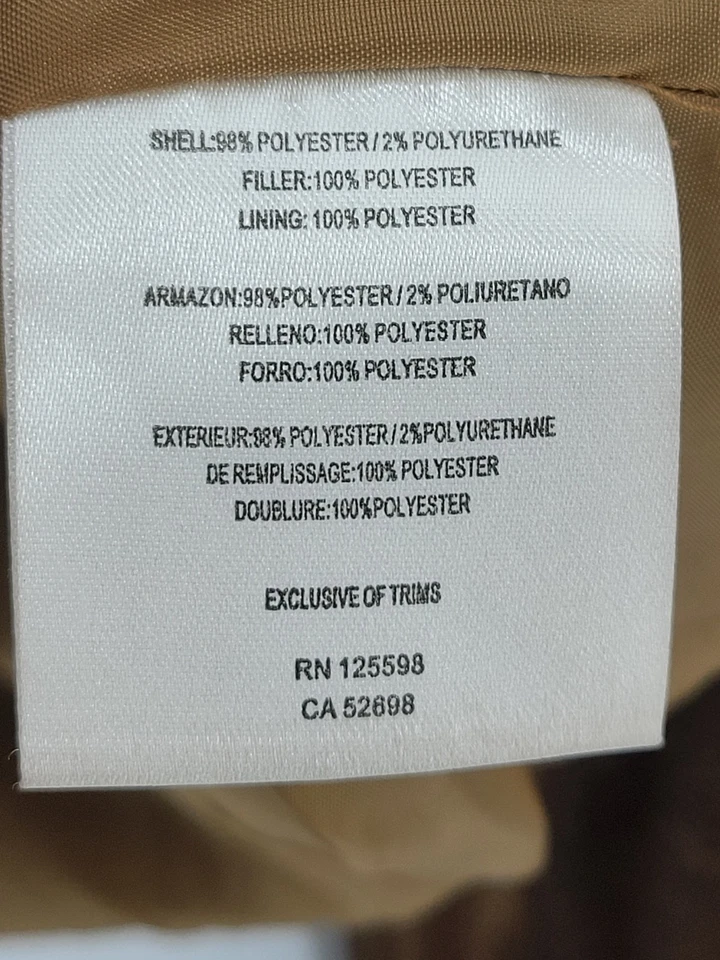 SHELL:98% POLYESTER / 2% POLYURETHANE
FILLER:100% POLYESTER
LINING: 100% POLYESTER
ARMAZON:98%POLYESTER / 2% POLIURETANO
RELLENO:100% POLYESTER
FORRO:100% POLYESTER
EXTERIEUR:98% POLYESTER / 2%POLYURETHANE
DE REMPLISSAGE:100% POLYESTER
DOUBLURE:100%POLYESTER
EXCLUSIVE OF TRIMS
RN 125598
CA 52698